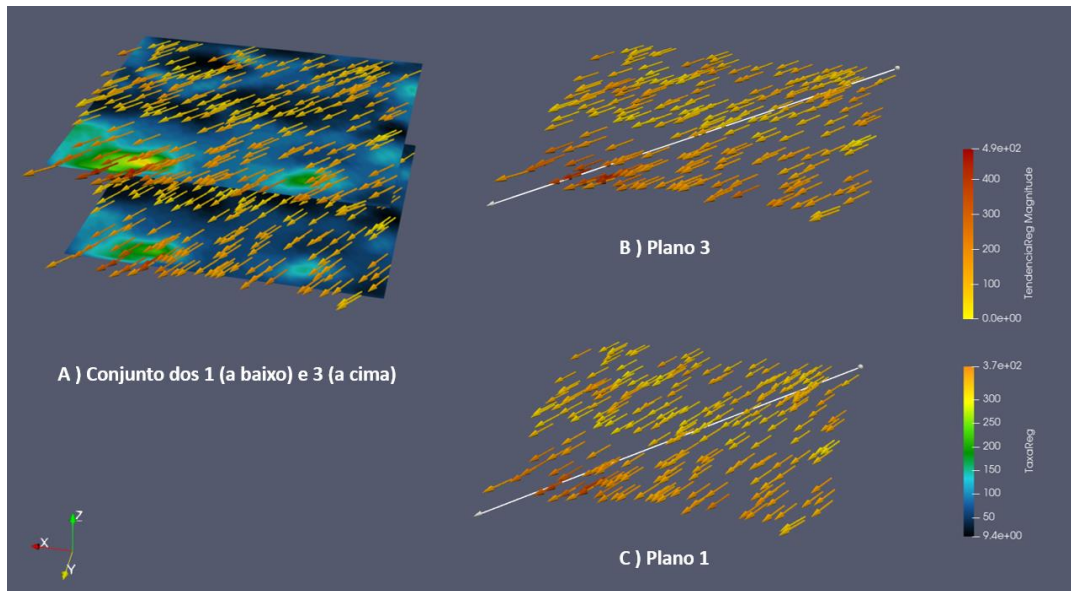 B ) Plano 3
A ) Conjunto dos 1 (a baixo) e 3 (a cima)
C ) Plano 1
4.9e+02
400
300
200
100
0.0e+00
TendenciaReg Magnitude
3.7e+02
300
250
200
150
100
50
9.4e+00
TaxaReg
Z
X
Y